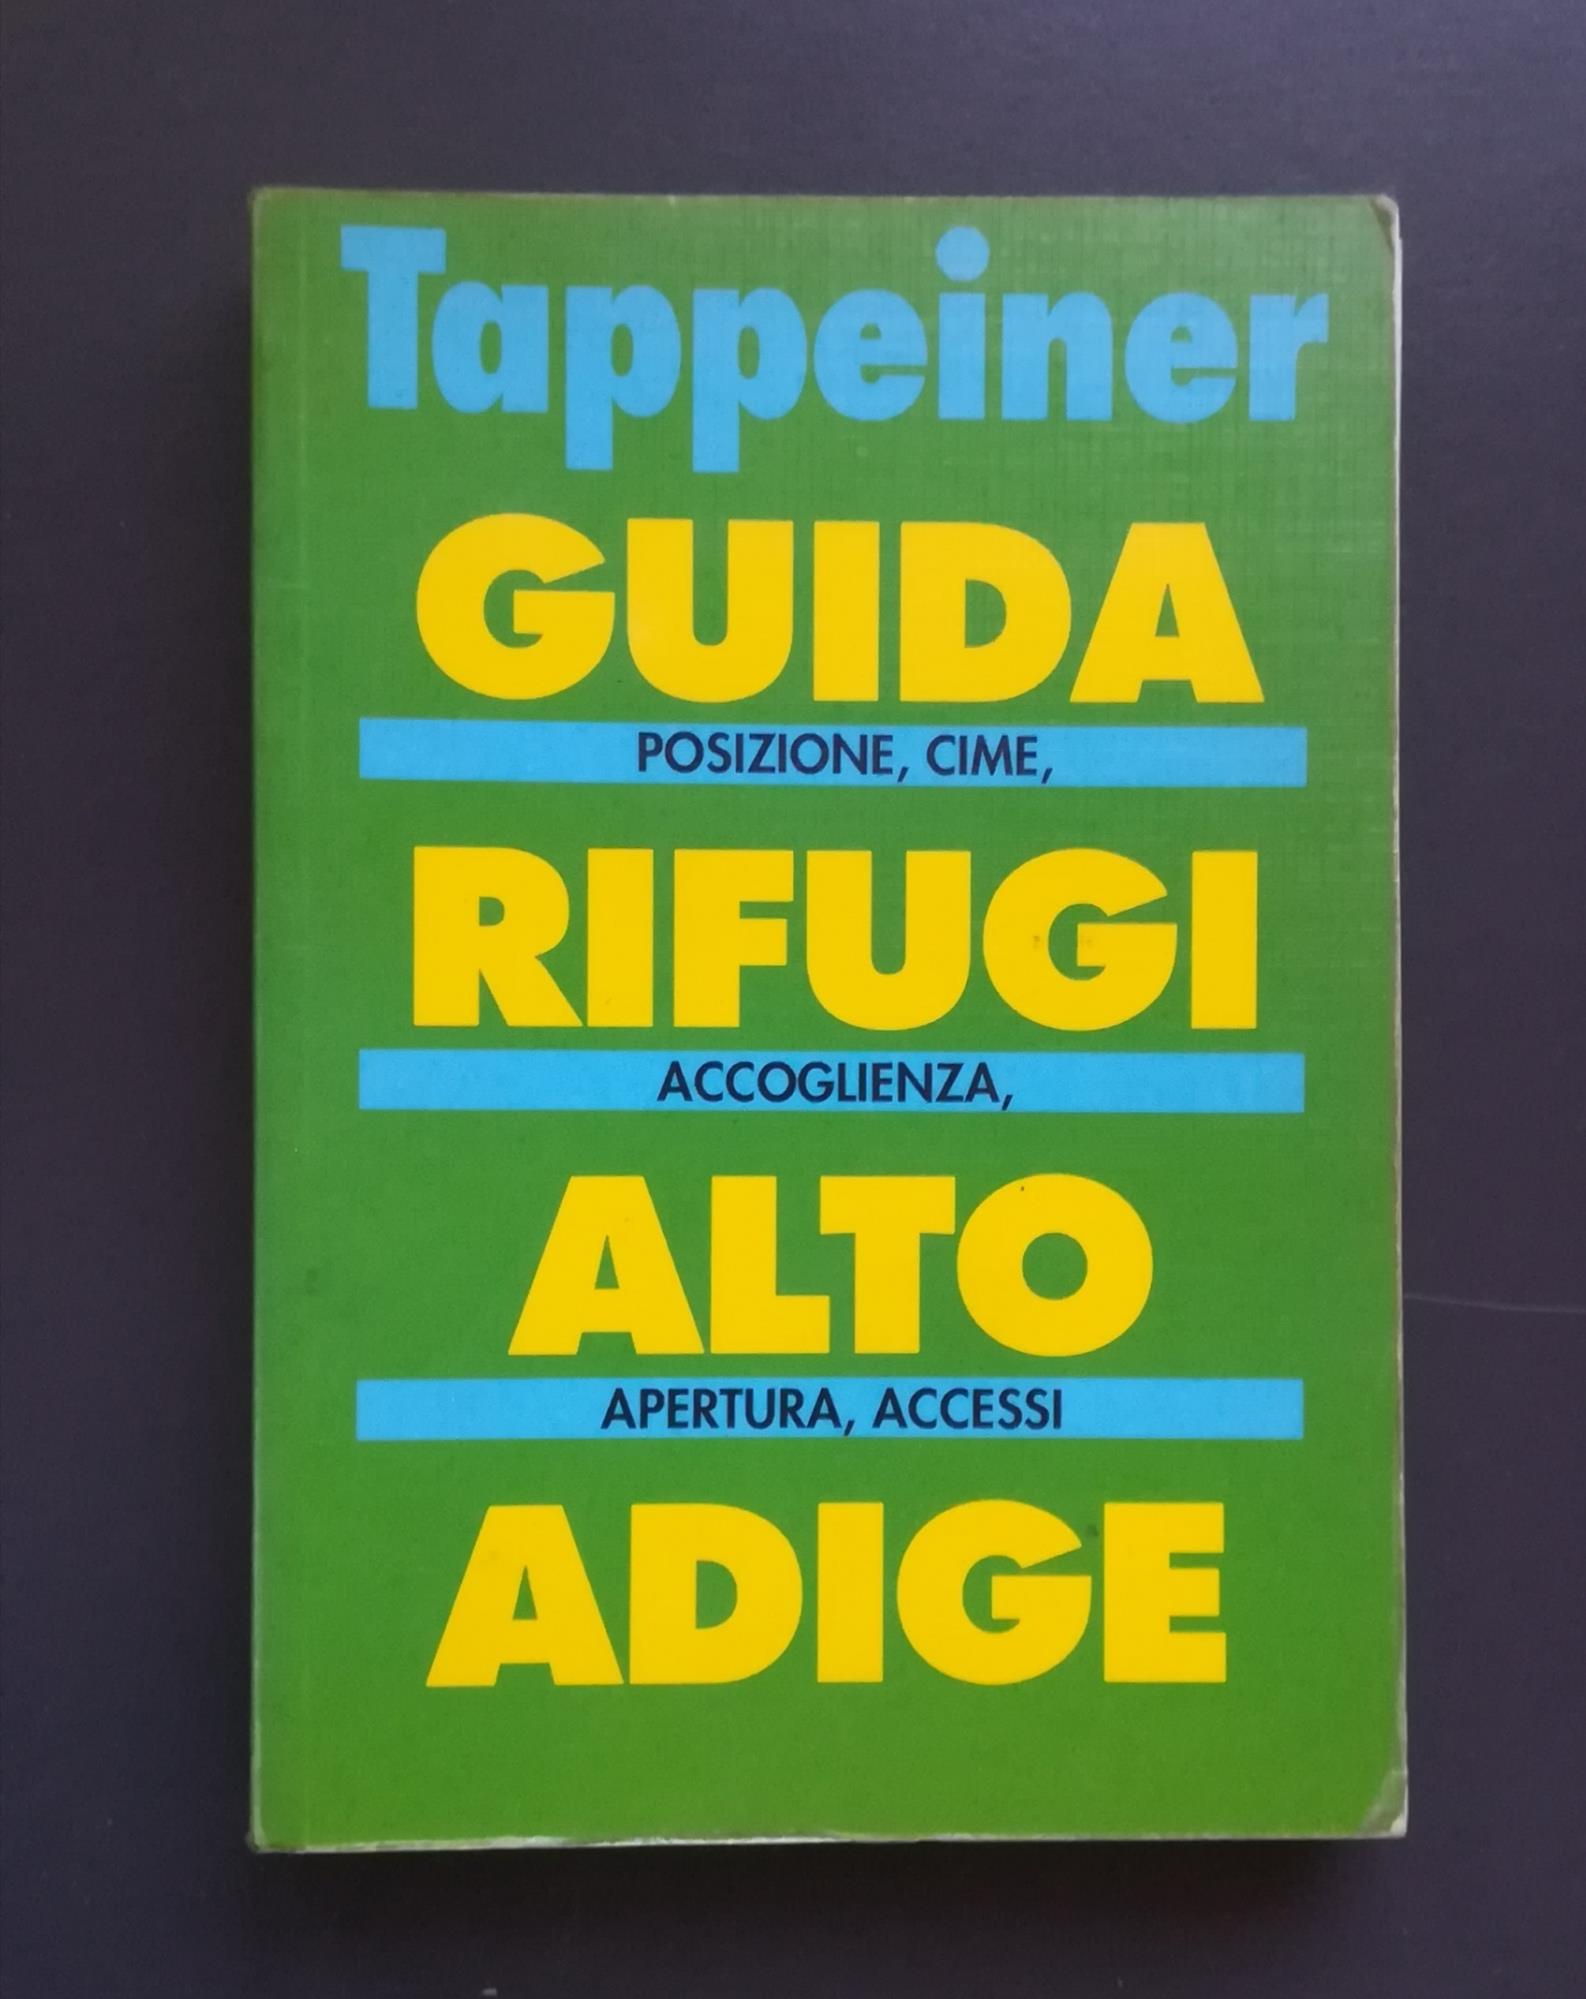 Tappeiner
GUIDA
POSIZIONE, CIME,
RIFUGI
ACCOGLIENZA,
ALTO
APERTURA, ACCESSI
ADIGE